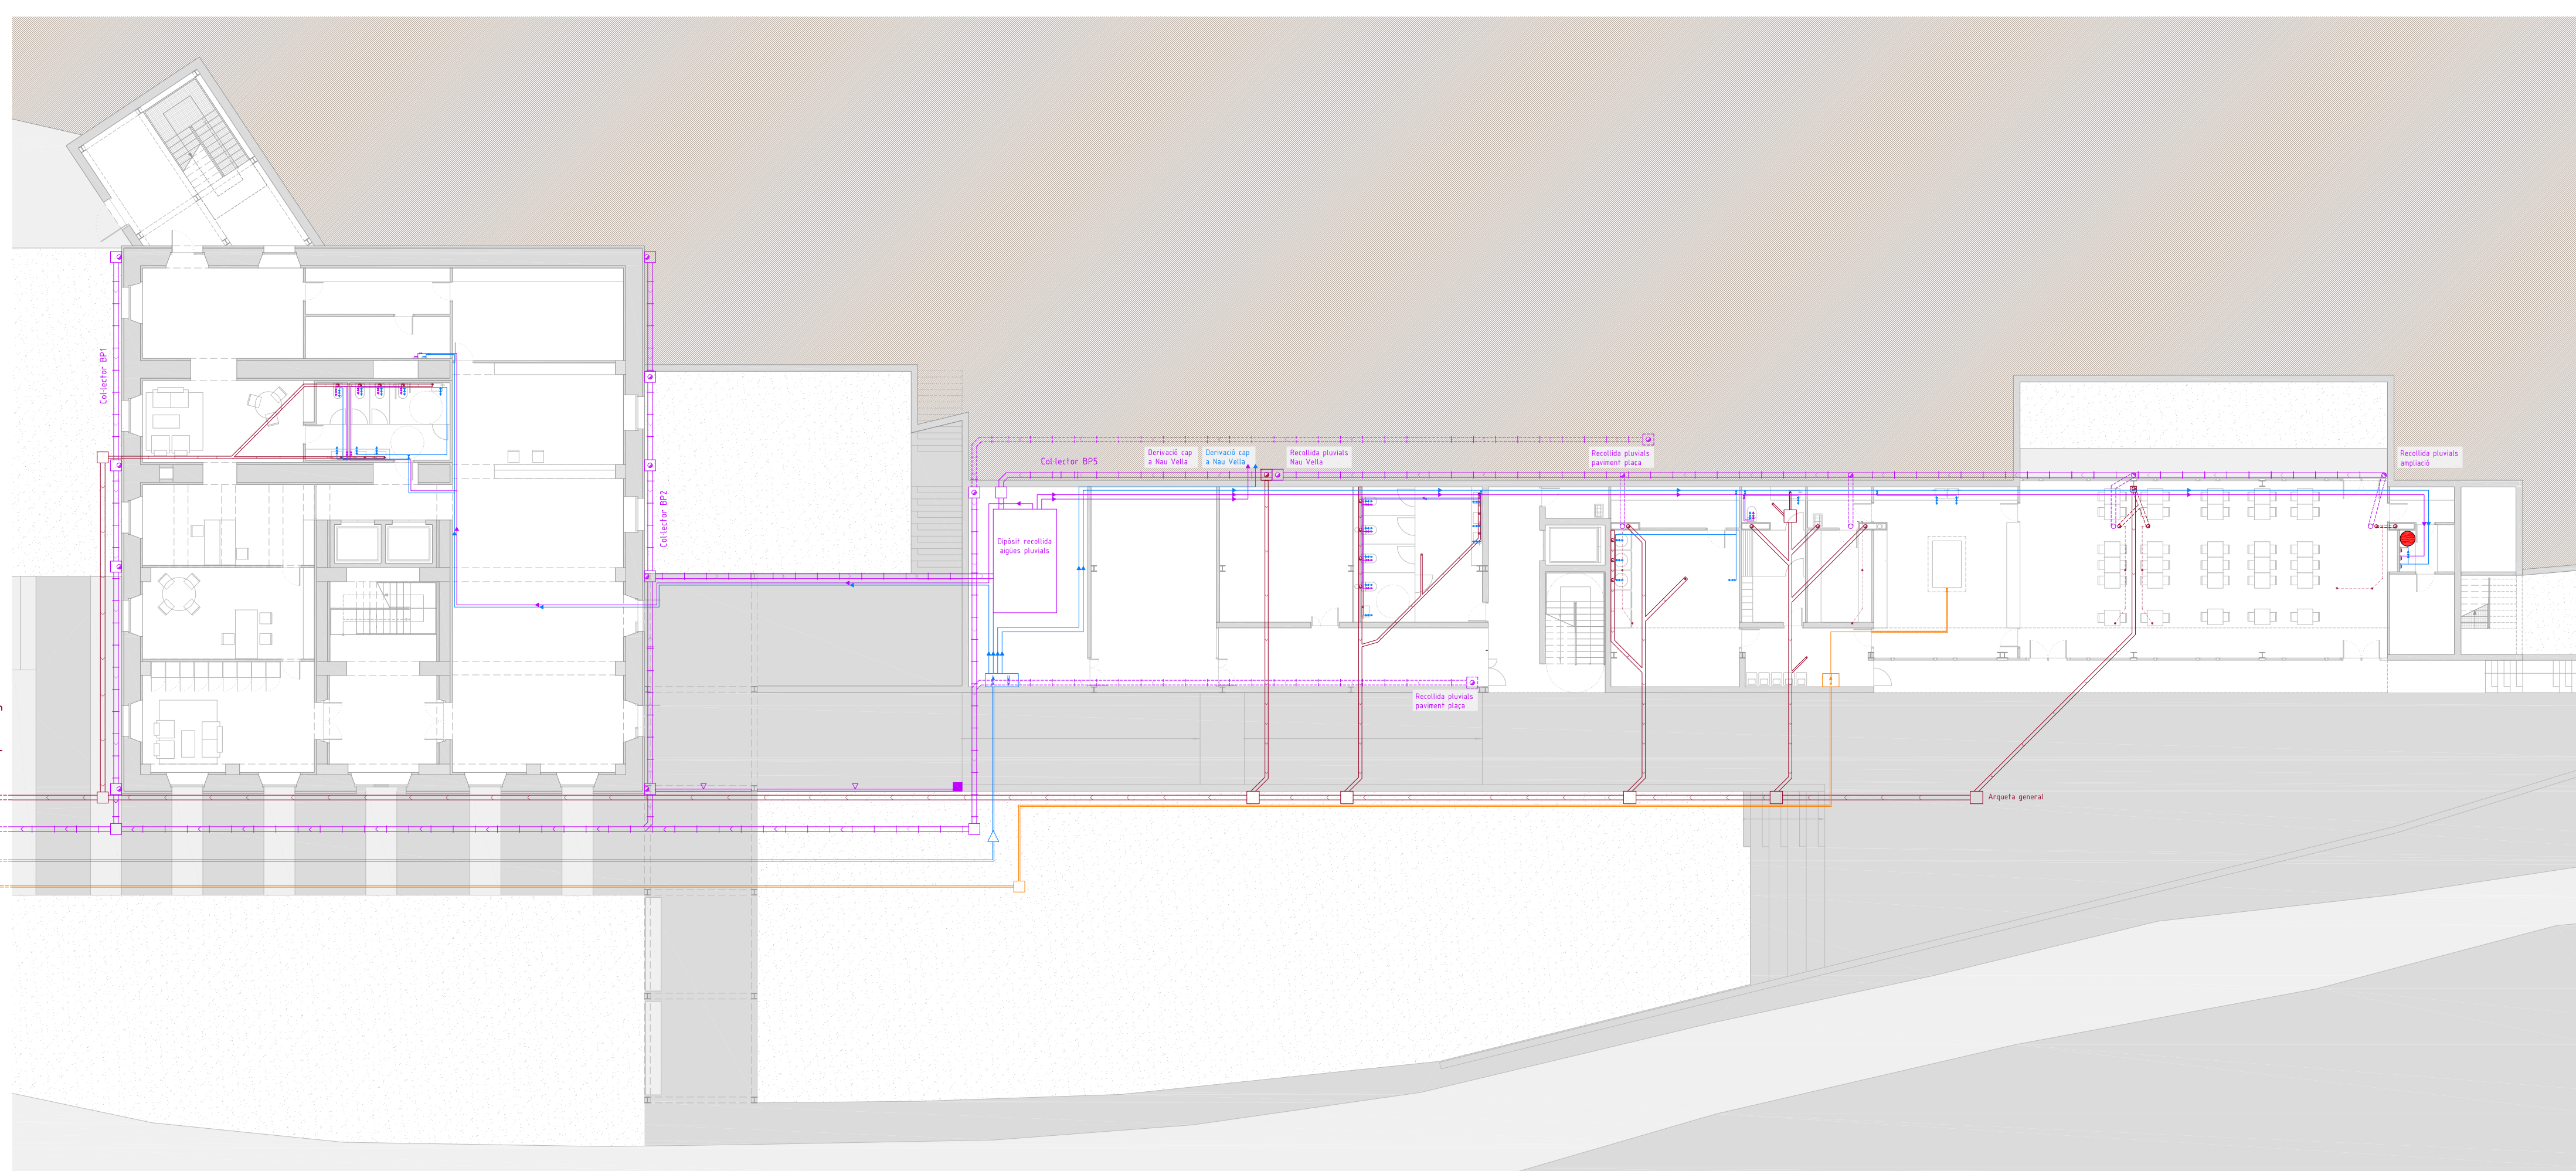 Col·lector BP1
Col·lector BP2
Col·lector BP5
Derivació cap
a Nau Vella
Derivació cap
a Nau Vella
Recollida pluvials
Nau Vella
Recollida pluvials
paviment plaça
Recollida pluvials
ampliació
Dipòsit recollida
aigües pluvials
Recollida pluvials
paviment plaça
Arqueta general